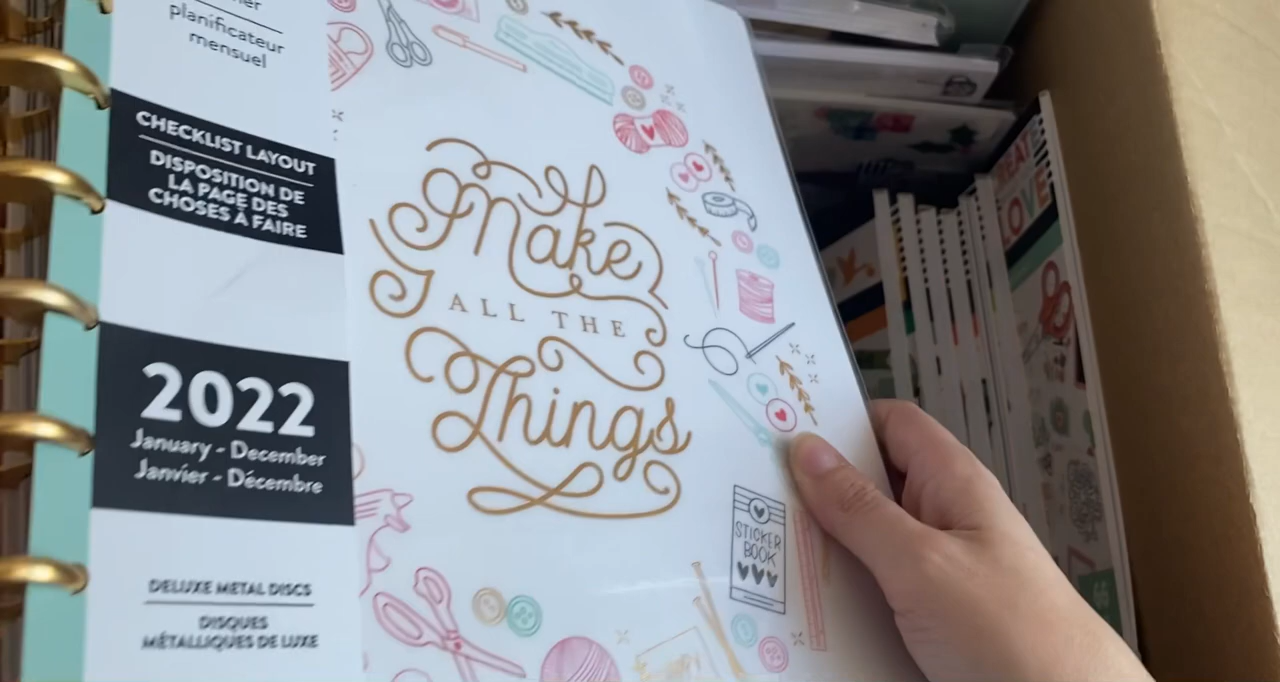 planificateur
mensuel
CHECKLIST LAYOUT
DISPOSITION DE
LA PAGE DES
CHOSES À FAIRE
2022
January - December
Janvier - Décembre
DELUXE METAL DISCS
DISQUES
MÉTALLIQUES DE LUXE
Make
ALL THE
Things
STICKER
BOOK
LOVE